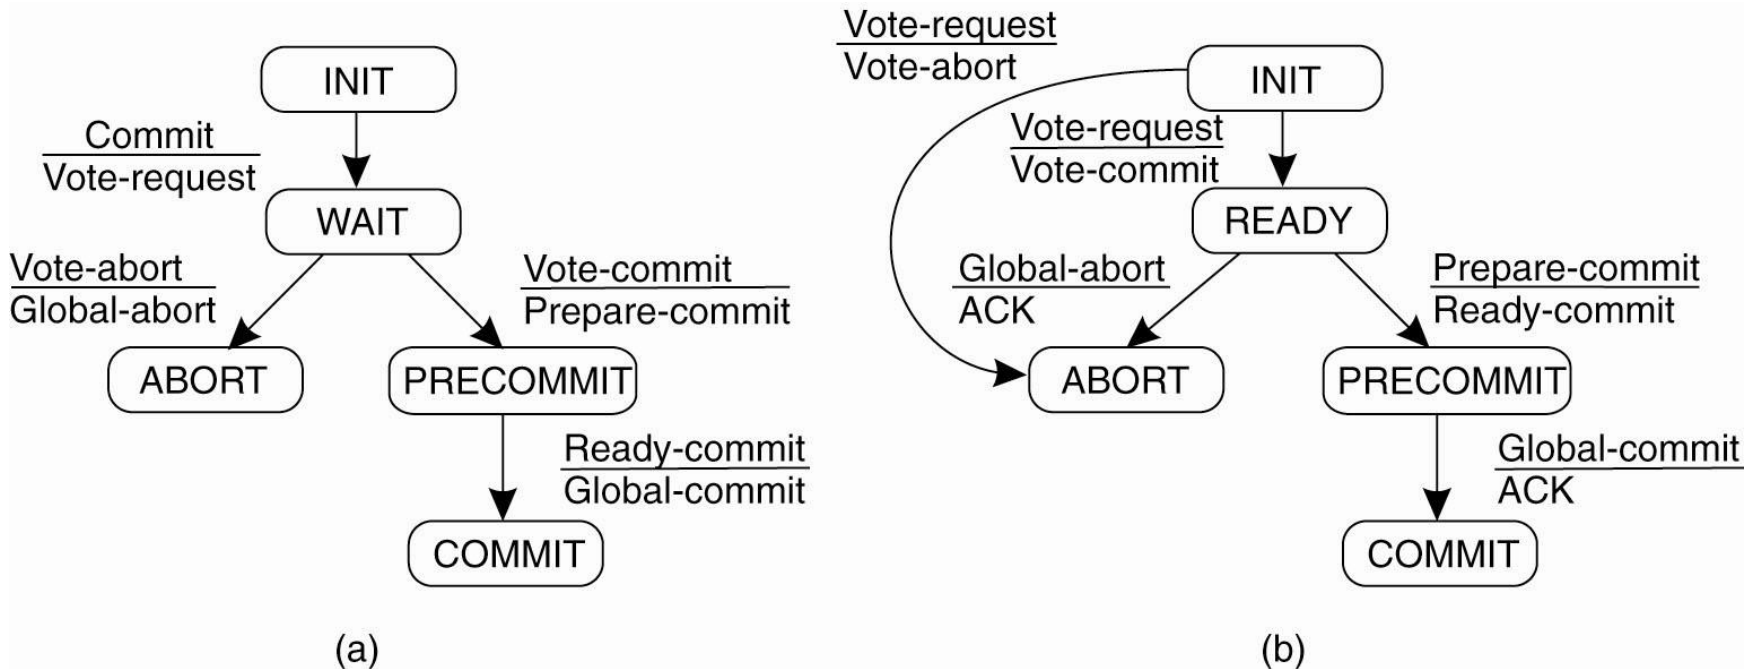 INIT
Commit
Vote-request
WAIT
Vote-abort
Global-abort
Vote-commit
Prepare-commit
ABORT
PRECOMMIT
Ready-commit
Global-commit
COMMIT
(a)
Vote-request
Vote-abort
INIT
Vote-request
Vote-commit
READY
Global-abort
ACK
Prepare-commit
Ready-commit
ABORT
PRECOMMIT
Global-commit
ACK
COMMIT
(b)